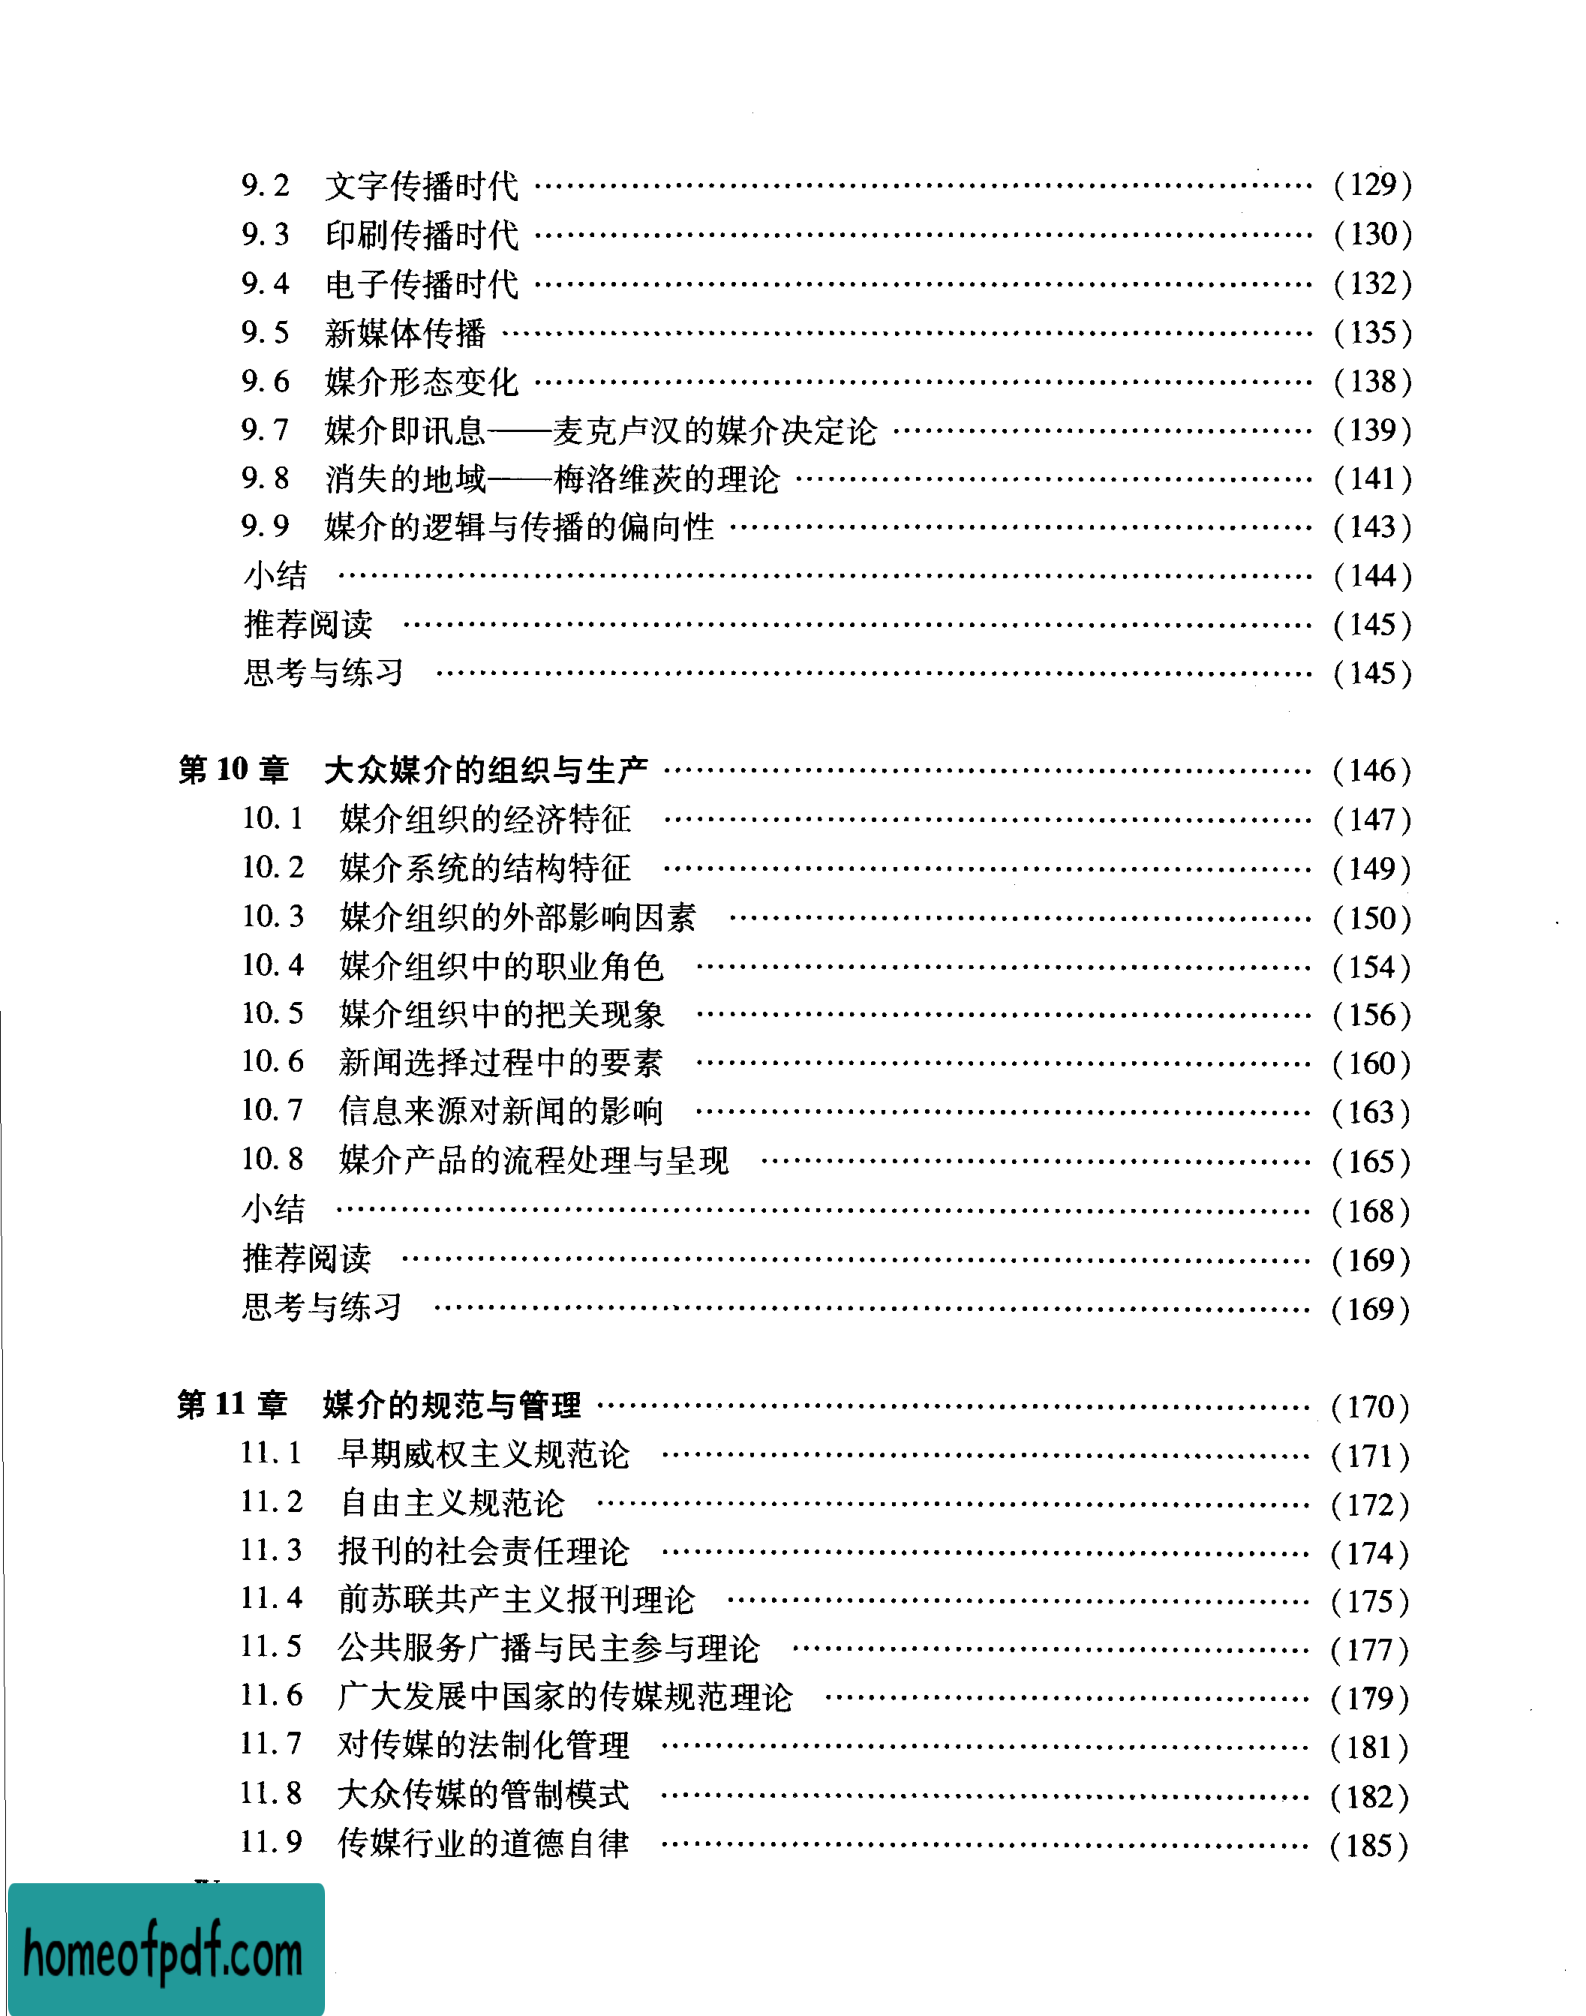 9.2 文字传播时代 …… (129)
9.3 印刷传播时代 …… (130)
9.4 电子传播时代 …… (132)
9.5 新媒体传播 …… (135)
9.6 媒介形态变化 …… (138)
9.7 媒介即讯息——麦克卢汉的媒介决定论 …… (139)
9.8 消失的地域——梅洛维茨的理论 …… (141)
9.9 媒介的逻辑与传播的偏向性 …… (143)
小结 …… (144)
推荐阅读 …… (145)
思考与练习 …… (145)
第10章 大众媒介的组织与生产 …… (146)
10.1 媒介组织的经济特征 …… (147)
10.2 媒介系统的结构特征 …… (149)
10.3 媒介组织的外部影响因素 …… (150)
10.4 媒介组织中的职业角色 …… (154)
10.5 媒介组织中的把关现象 …… (156)
10.6 新闻选择过程中的要素 …… (160)
10.7 信息来源对新闻的影响 …… (163)
10.8 媒介产品的流程处理与呈现 …… (165)
小结 …… (168)
推荐阅读 …… (169)
思考与练习 …… (169)
第11章 媒介的规范与管理 …… (170)
11.1 早期威权主义规范论 …… (171)
11.2 自由主义规范论 …… (172)
11.3 报刊的社会责任理论 …… (174)
11.4 前苏联共产主义报刊理论 …… (175)
11.5 公共服务广播与民主参与理论 …… (177)
11.6 广大发展中国家的传媒规范理论 …… (179)
11.7 对传媒的法制化管理 …… (181)
11.8 大众传媒的管制模式 …… (182)
11.9 传媒行业的道德自律 …… (185)
homeofpdf.com